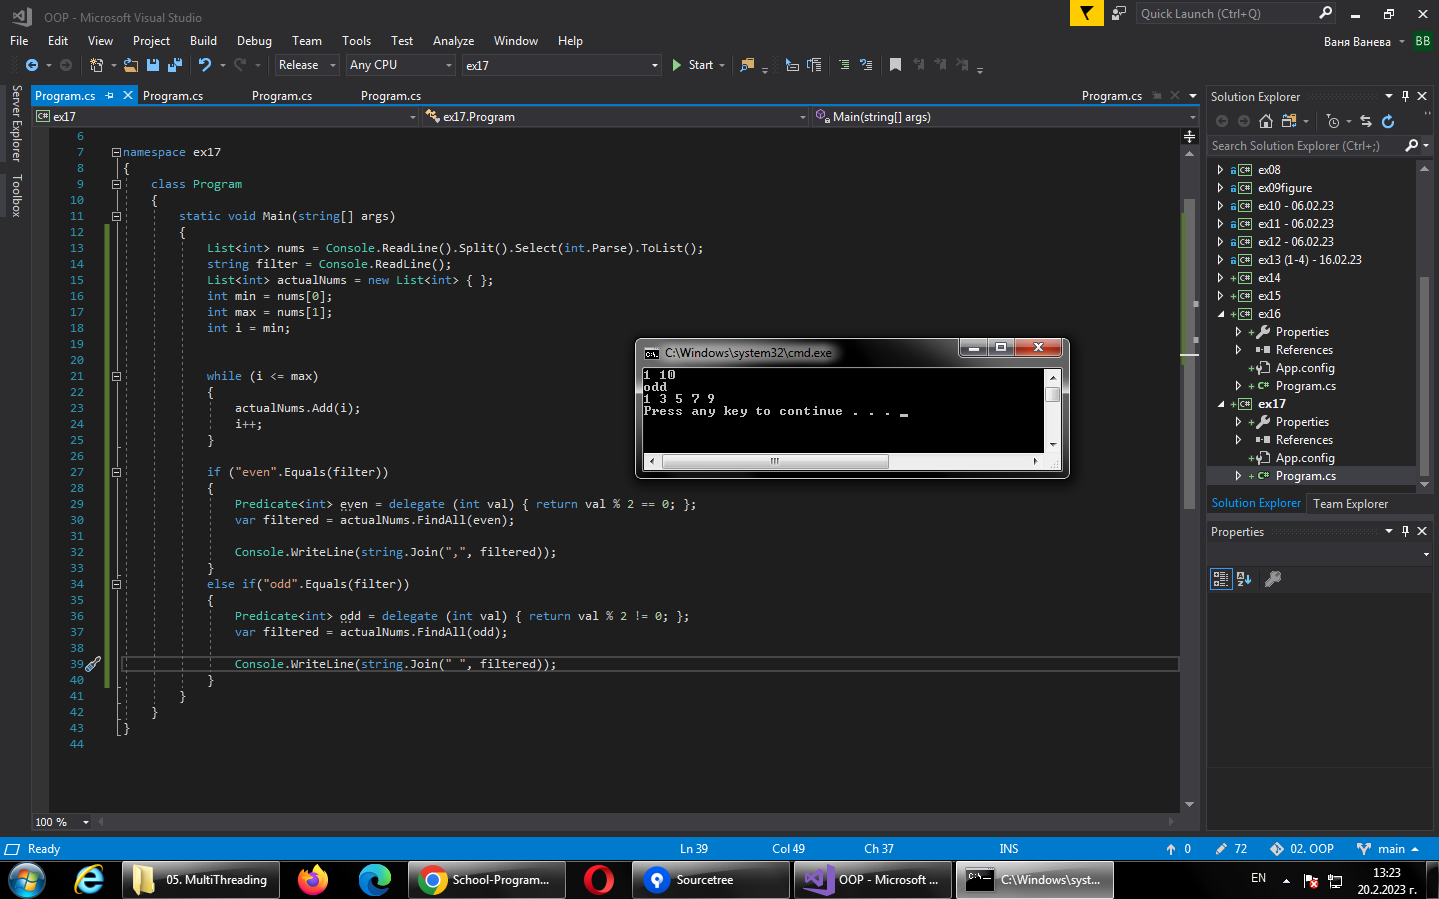 OOP - Microsoft Visual Studio
Quick Launch (Ctrl+Q)
File Edit View Project Build Debug Team Tools Test Analyze Window Help
Ваня Ванева BB
Release Any CPU ex17 Start
Server Explorer
Toolbox
Program.cs Program.cs Program.cs Program.cs Program.cs
C# ex17 ex17.Program Main(string[] args)
6
7 namespace ex17
8 {
9 class Program
10 {
11 static void Main(string[] args)
12 {
13 List<int> nums = Console.ReadLine().Split().Select(int.Parse).ToList();
14 string filter = Console.ReadLine();
15 List<int> actualNums = new List<int> { };
16 int min = nums[0];
17 int max = nums[1];
18 int i = min;
19
20
21 while (i <= max)
22 {
23 actualNums.Add(i);
24 i++;
25 }
26
27 if ("even".Equals(filter))
28 {
29 Predicate<int> even = delegate (int val) { return val % 2 == 0; };
30 var filtered = actualNums.FindAll(even);
31
32 Console.WriteLine(string.Join(",", filtered));
33 }
34 else if("odd".Equals(filter))
35 {
36 Predicate<int> odd = delegate (int val) { return val % 2 != 0; };
37 var filtered = actualNums.FindAll(odd);
38
39 Console.WriteLine(string.Join(" ", filtered));
40 }
41 }
42 }
43 }
44
100 %
C:\Windows\system32\cmd.exe
1 10
odd
1 3 5 7 9
Press any key to continue . . . _
Solution Explorer
Search Solution Explorer (Ctrl+;)
C# ex08
C# ex09figure
C# ex10 - 06.02.23
C# ex11 - 06.02.23
C# ex12 - 06.02.23
C# ex13 (1-4) - 16.02.23
C# ex14
C# ex15
C# ex16
Properties
References
App.config
C# Program.cs
C# ex17
Properties
References
App.config
C# Program.cs
Solution Explorer Team Explorer
Properties
Ready Ln 39 Col 49 Ch 37 INS 0 72 02. OOP main
05. MultiThreading School-Program... Sourcetree OOP - Microsoft ... C:\Windows\syst...
EN 13:23
20.2.2023 г.